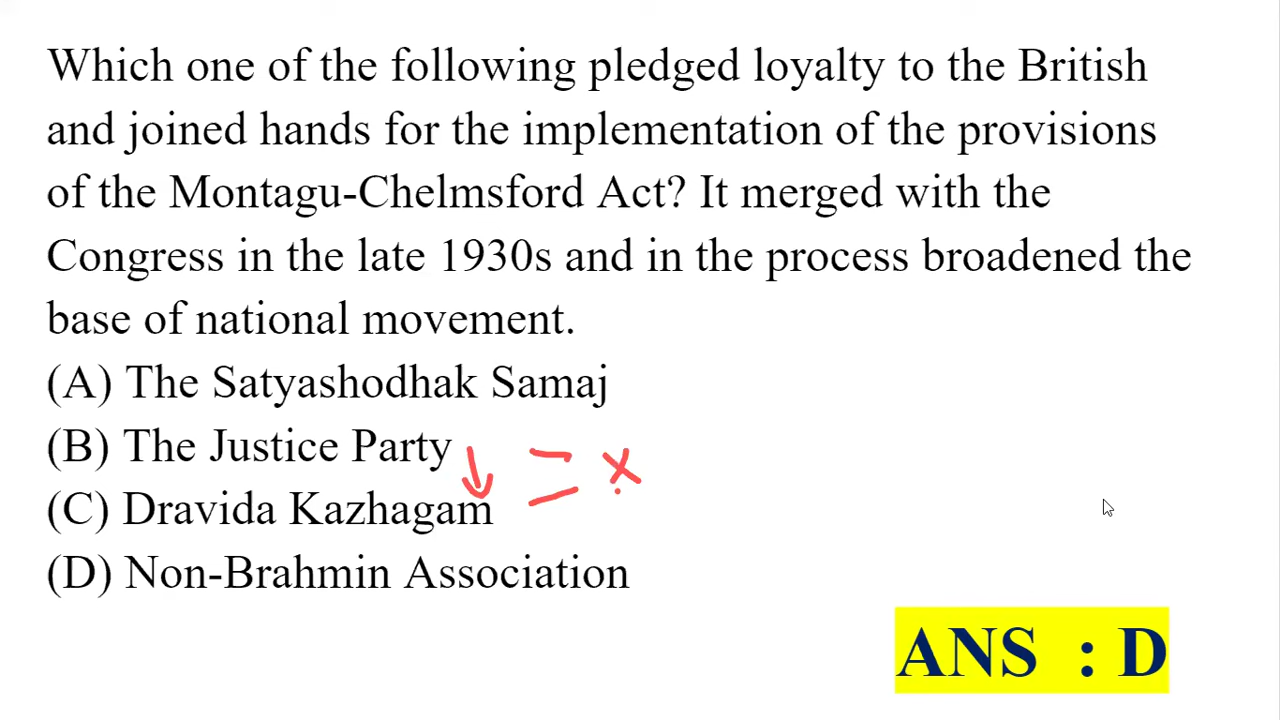 Which one of the following pledged loyalty to the British
and joined hands for the implementation of the provisions
of the Montagu-Chelmsford Act? It merged with the
Congress in the late 1930s and in the process broadened the
base of national movement.
(A) The Satyashodhak Samaj
(B) The Justice Party
(C) Dravida Kazhagam
(D) Non-Brahmin Association
ANS : D